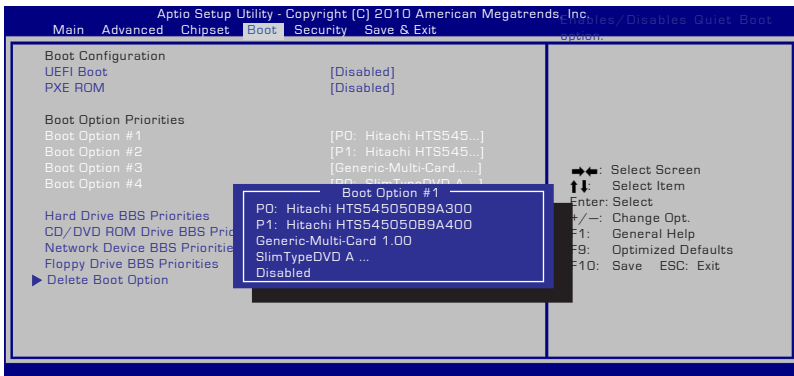 Aptio Setup Utility - Copyright (C) 2010 American Megatrends, Inc.
Main Advanced Chipset Boot Security Save & Exit
Enables/Disables Quiet Boot
option.
Boot Configuration
UEFI Boot [Disabled]
PXE ROM [Disabled]
Boot Option Priorities
Boot Option #1 [P0: Hitachi HTS545...]
Boot Option #2 [P1: Hitachi HTS545...]
Boot Option #3 [Generic-Multi-Card......]
Boot Option #4 SlimTypeDVD A
Hard Drive BBS Priorities
CD/DVD ROM Drive BBS Prio
Network Device BBS Prioritie
Floppy Drive BBS Priorities
Delete Boot Option
Boot Option #1
P0: Hitachi HTS545050B9A300
P1: Hitachi HTS545050B9A400
Generic-Multi-Card 1.00
SlimTypeDVD A ...
Disabled
→←: Select Screen
↑↓: Select Item
Enter: Select
+/—: Change Opt.
F1: General Help
F9: Optimized Defaults
F10: Save ESC: Exit